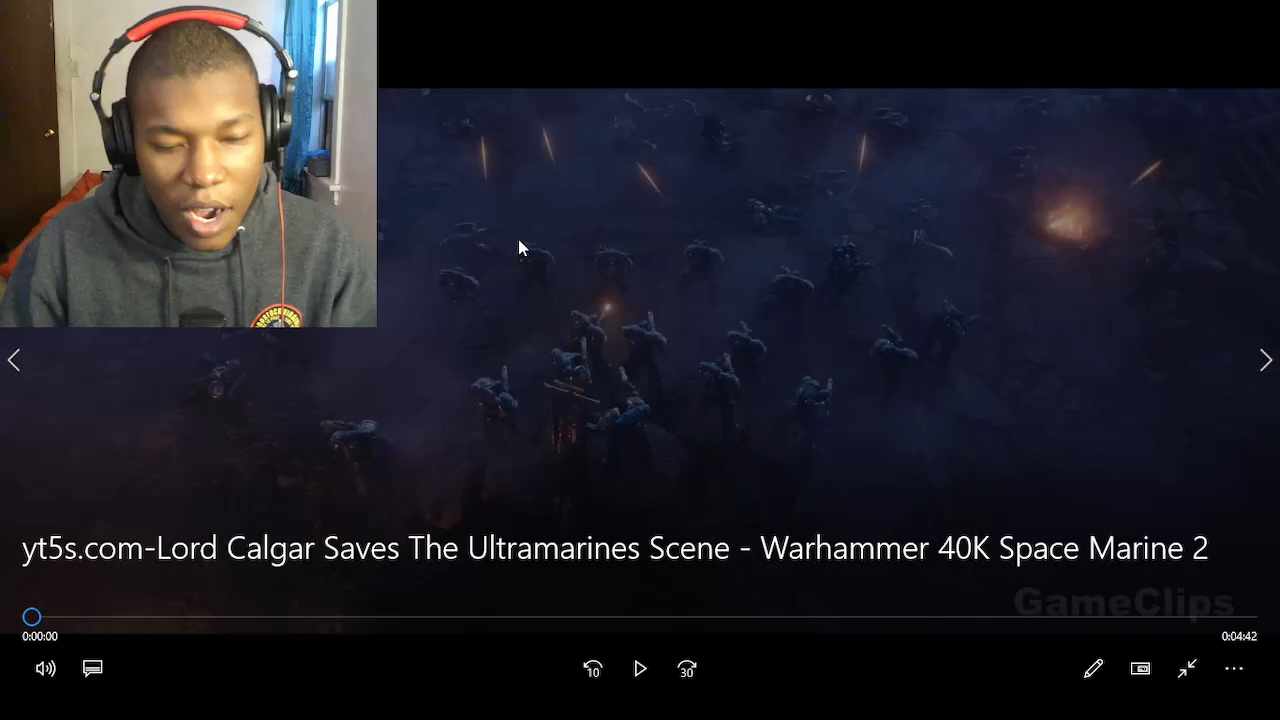 yt5s.com-Lord Calgar Saves The Ultramarines Scene - Warhammer 40K Space Marine 2
GameClips
0:00:00
0:04:42
10
30